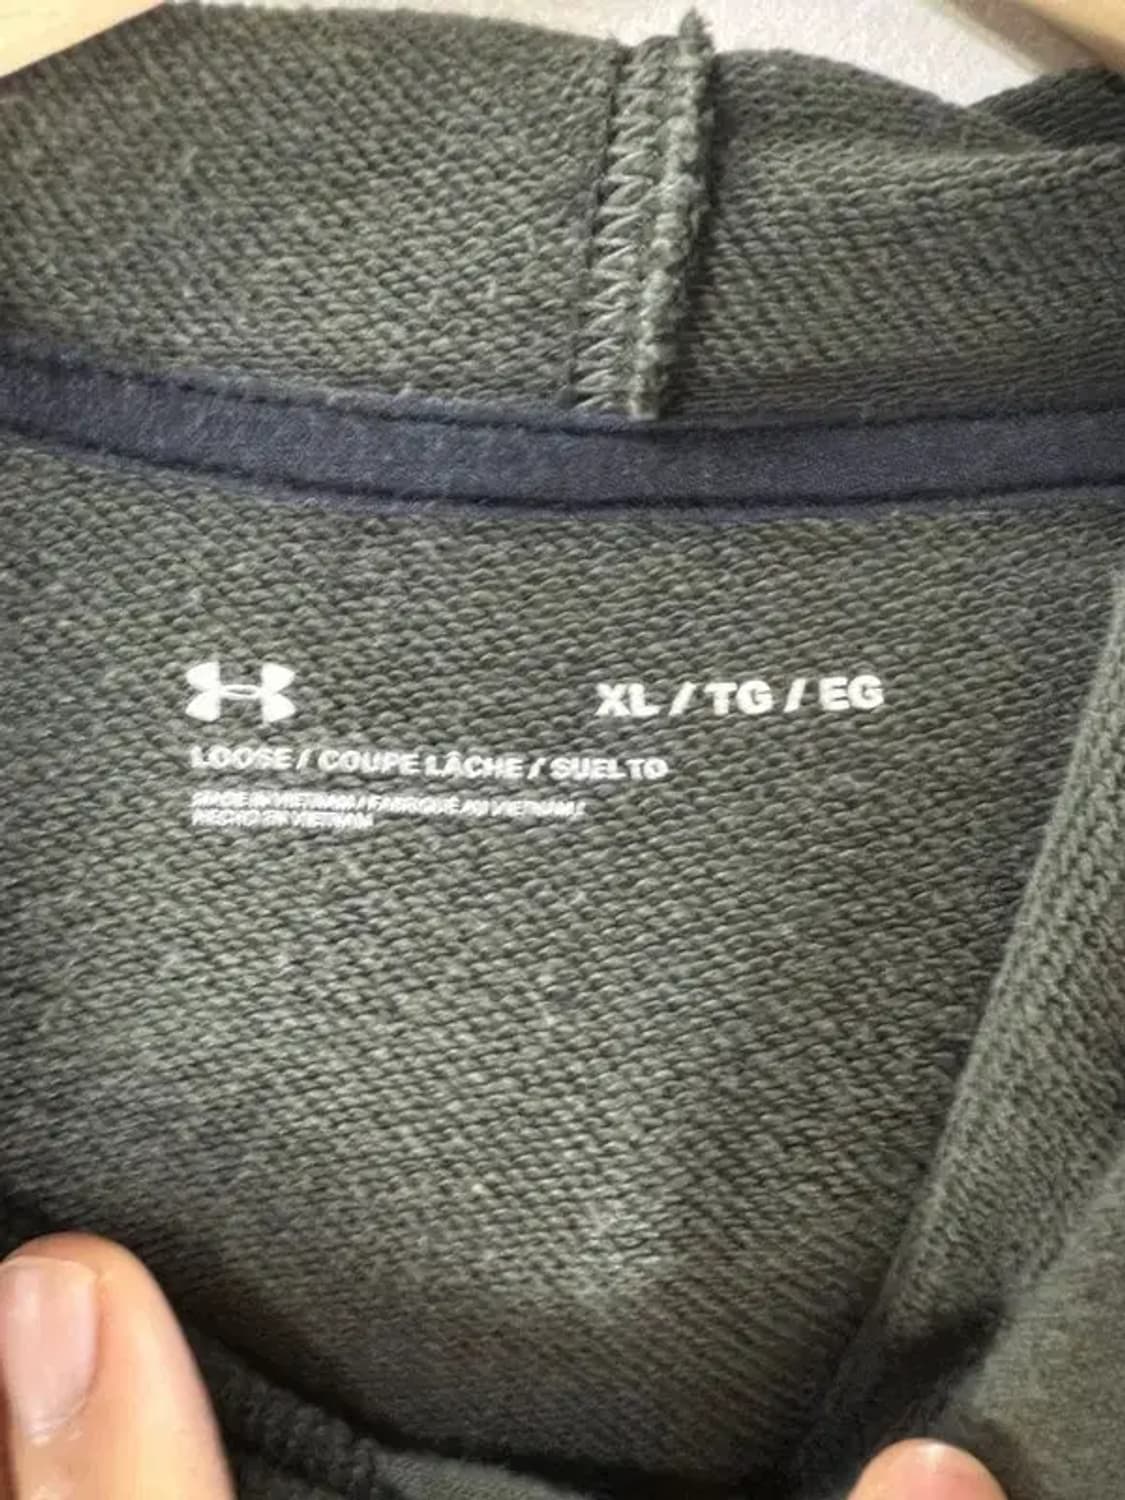 XL / TG / EG
LOOSE / COUPE LÂCHE / SUELTO
MADE IN VIETNAM / FABRIQUÉ AU VIETNAM /
HECHO EN VIETNAM